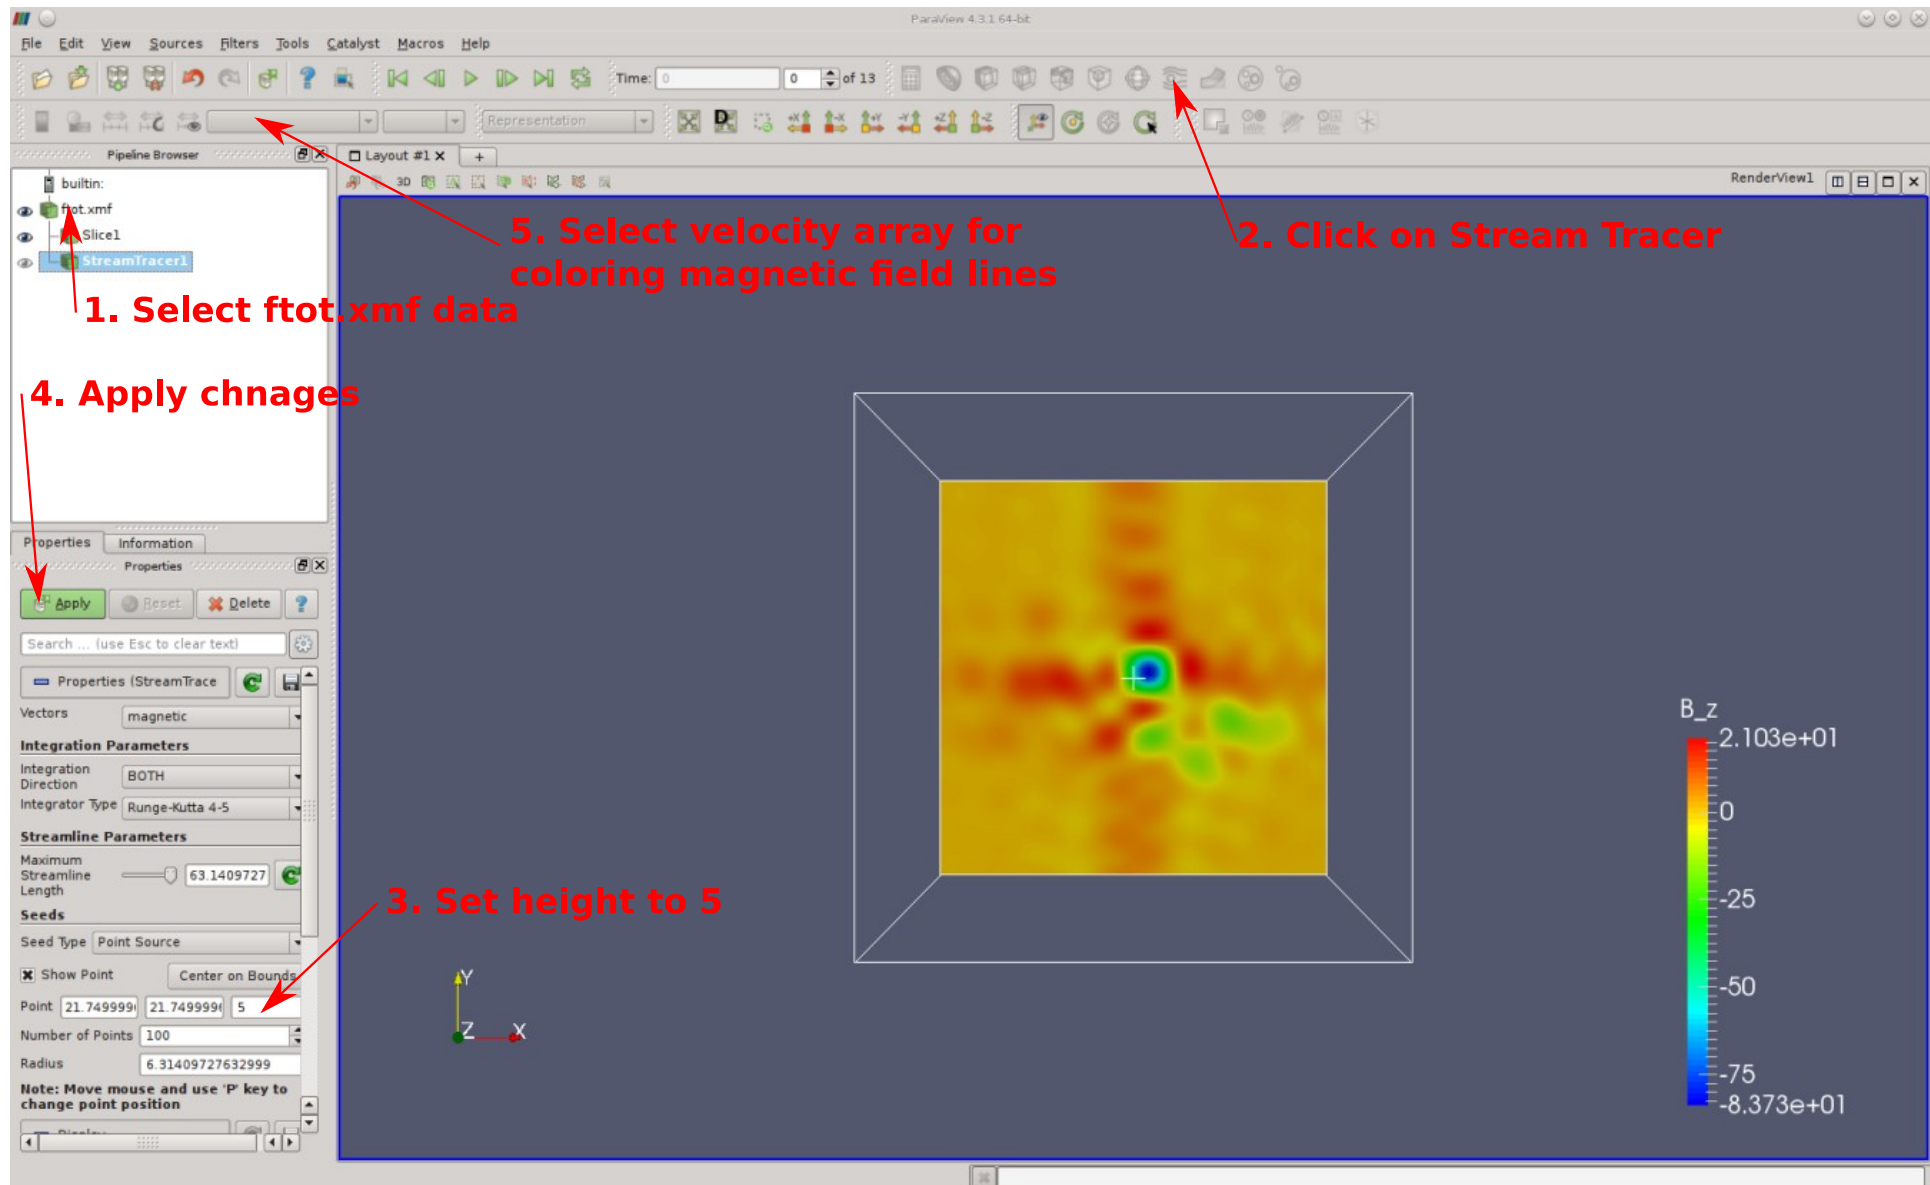 ParaView 4.3.1 64-bit
File Edit View Sources Filters Tools Catalyst Macros Help
Time: 0 0 of 13
Representation
Pipeline Browser
Layout #1
3D
RenderView1
builtin:
ftot.xmf
Slice1
StreamTracer1
5. Select velocity array for
coloring magnetic field lines
2. Click on Stream Tracer
1. Select ftot.xmf data
4. Apply chnages
Properties Information
Properties
Apply Reset Delete ?
Search ... (use Esc to clear text)
Properties (StreamTrace
Vectors magnetic
Integration Parameters
Integration
Direction
BOTH
Integrator Type Runge-Kutta 4-5
Streamline Parameters
Maximum
Streamline
Length
63.1409727
3. Set height to 5
Seeds
Seed Type Point Source
Show Point Center on Bounds
Point 21.749999 21.749999 5
Number of Points 100
Radius 6.31409727632999
Note: Move mouse and use 'P' key to
change point position
Display
Y
Z X
B_z
2.103e+01
0
-25
-50
-75
-8.373e+01